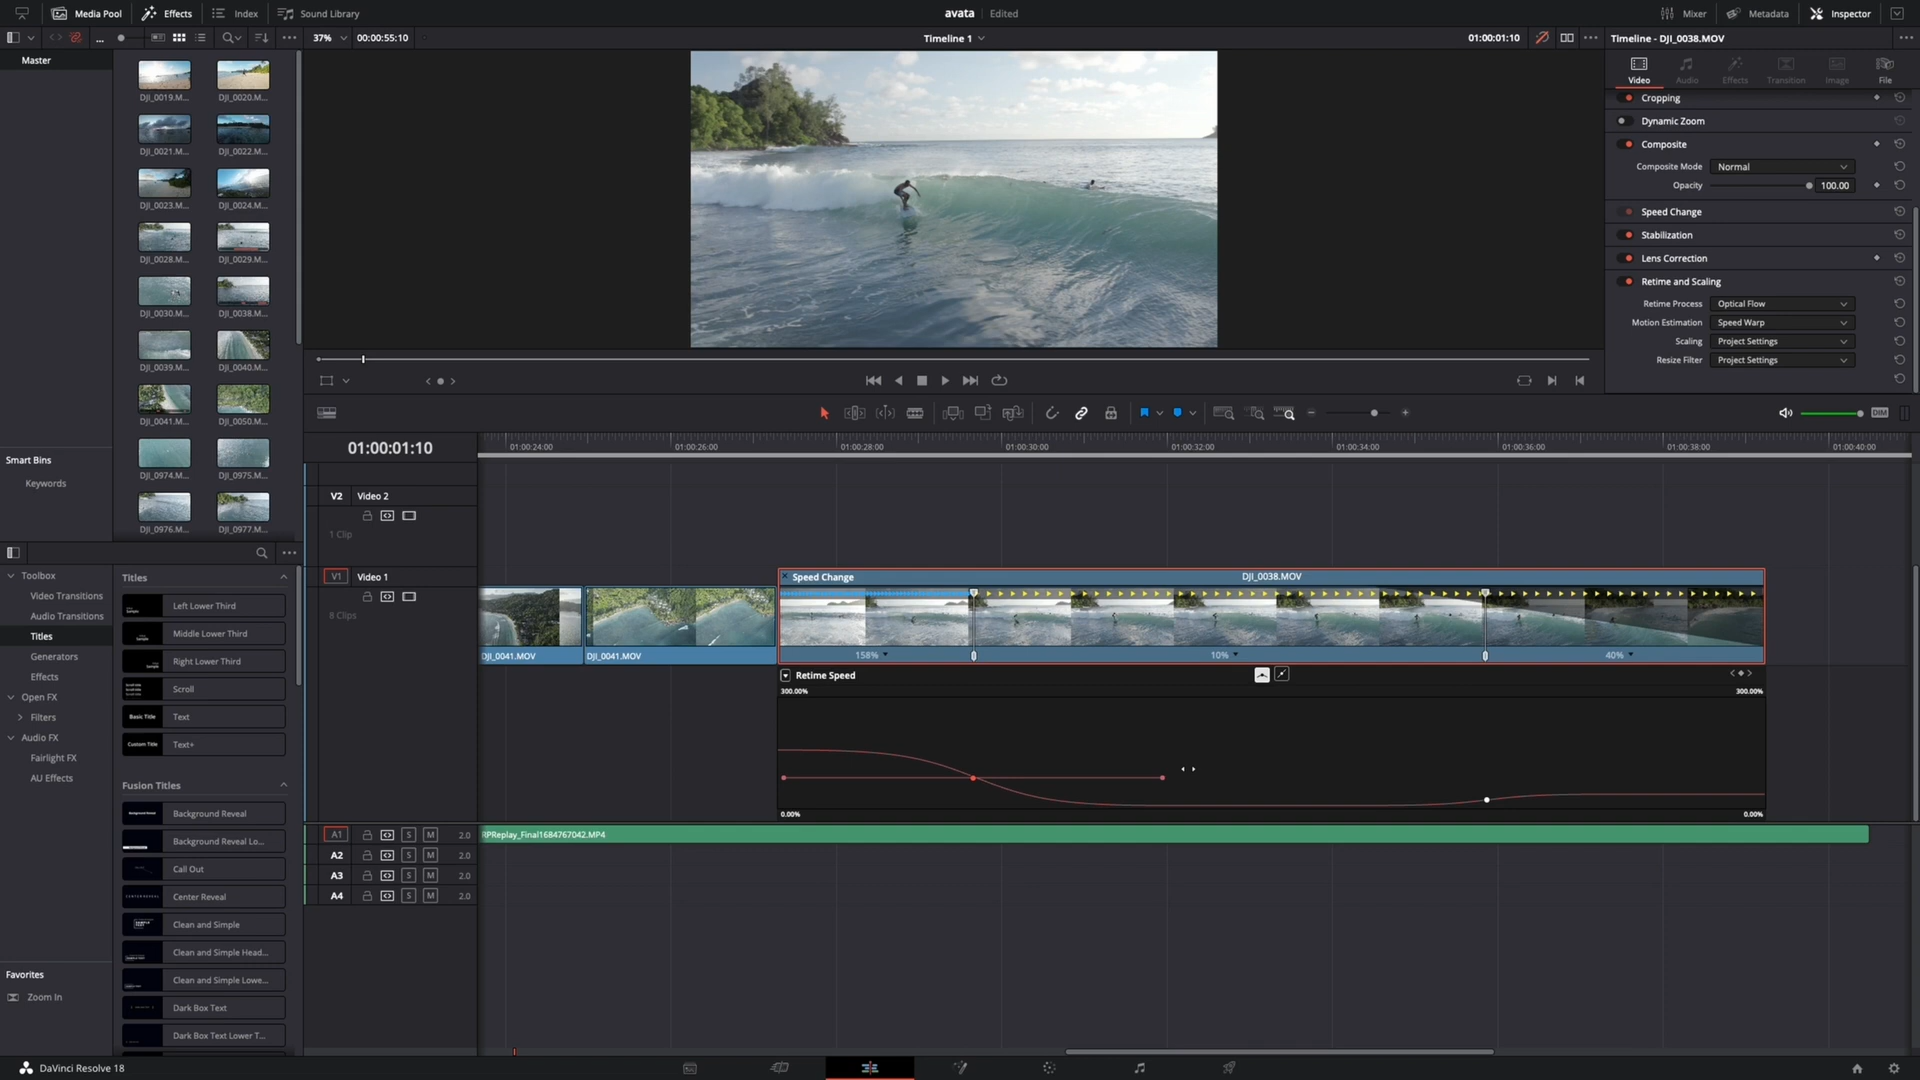 Media Pool
Effects
Index
Sound Library
avata
Edited
Mixer
Metadata
Inspector
37%
00:00:55:10
Timeline 1
01:00:01:10
Timeline - DJI_0038.MOV
Master
DJI_0019.M...
DJI_0020.M...
DJI_0021.M...
DJI_0022.M...
DJI_0023.M...
DJI_0024.M...
DJI_0028.M...
DJI_0029.M...
DJI_0030.M...
DJI_0038.M...
DJI_0039.M...
DJI_0040.M...
DJI_0041.M...
DJI_0050.M...
DJI_0974.M...
DJI_0975.M...
DJI_0976.M...
DJI_0977.M...
Smart Bins
Keywords
Video
Audio
Effects
Transition
Image
File
Cropping
Dynamic Zoom
Composite
Composite Mode
Normal
Opacity
100.00
Speed Change
Stabilization
Lens Correction
Retime and Scaling
Retime Process
Optical Flow
Motion Estimation
Speed Warp
Scaling
Project Settings
Resize Filter
Project Settings
DIM
01:00:01:10
01:00:24:00
01:00:26:00
01:00:28:00
01:00:30:00
01:00:32:00
01:00:34:00
01:00:36:00
01:00:38:00
01:00:40:00
V2
Video 2
1 Clip
V1
Video 1
8 Clips
Speed Change
DJI_0038.MOV
DJI_0041.MOV
DJI_0041.MOV
158%
10%
40%
Retime Speed
300.00%
300.00%
0.00%
0.00%
A1
S
M
2.0
RPReplay_Final1684767042.MP4
A2
S
M
2.0
A3
S
M
2.0
A4
S
M
2.0
Toolbox
Video Transitions
Audio Transitions
Titles
Generators
Effects
Open FX
Filters
Audio FX
Fairlight FX
AU Effects
Favorites
Zoom In
Titles
Left Lower Third
Middle Lower Third
Right Lower Third
Scroll
Basic Title
Text
Custom Title
Text+
Fusion Titles
Background Reveal
Background Reveal Lo...
Call Out
Center Reveal
Clean and Simple
Clean and Simple Head...
Clean and Simple Lowe...
Dark Box Text
Dark Box Text Lower T...
DaVinci Resolve 18